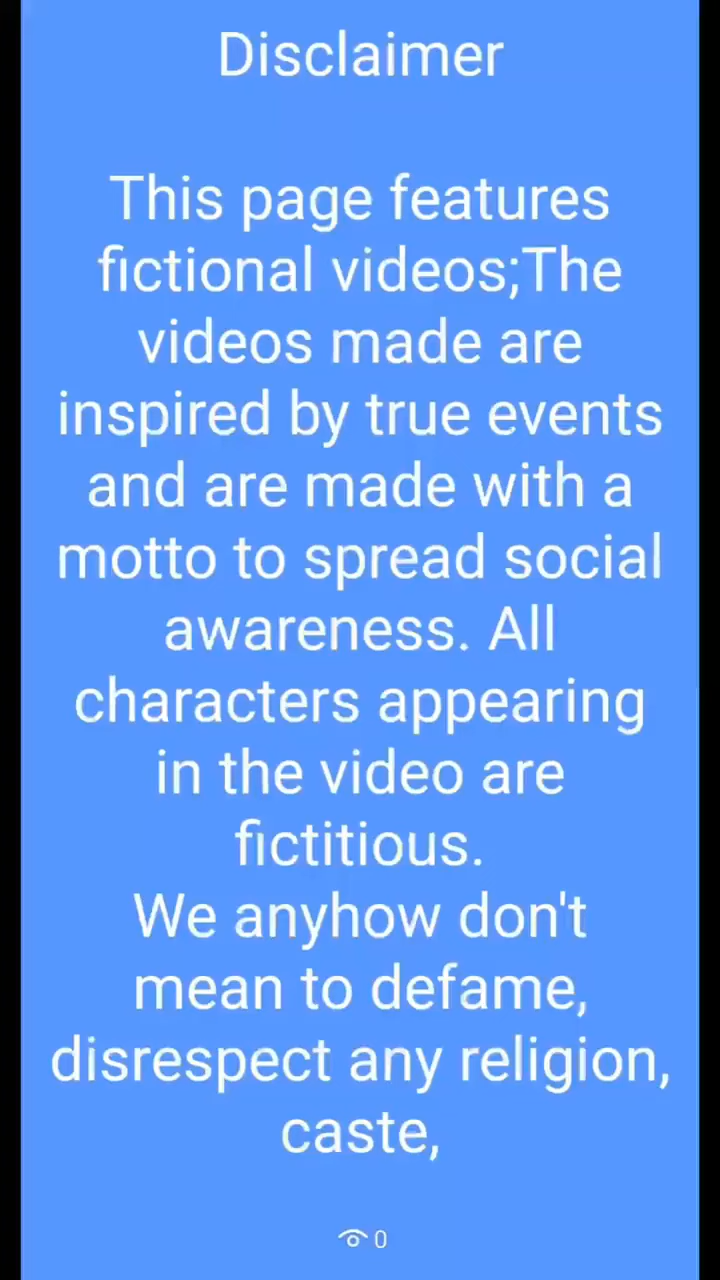 Disclaimer
This page features
fictional videos;The
videos made are
inspired by true events
and are made with a
motto to spread social
awareness. All
characters appearing
in the video are
fictitious.
We anyhow don't
mean to defame,
disrespect any religion,
caste,
0